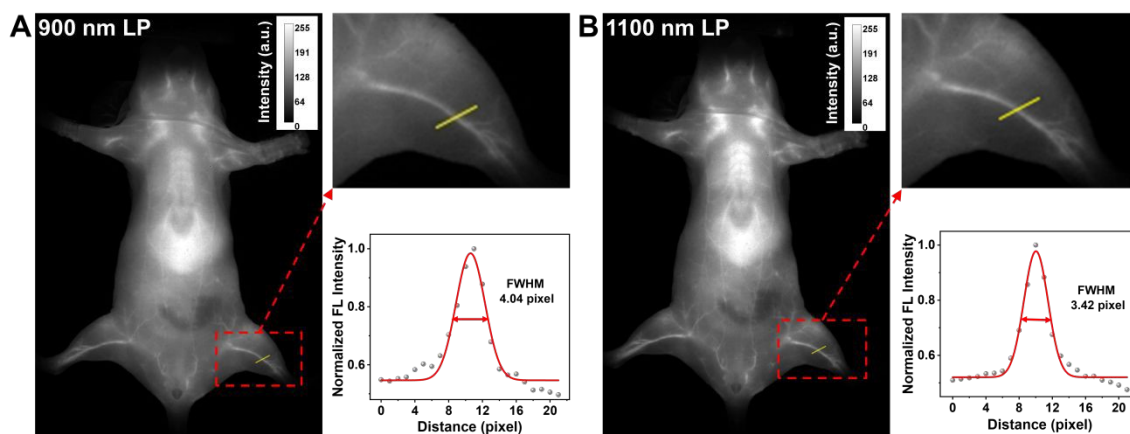 A
900 nm LP
Intensity (a.u.)
255
191
128
64
0
Normalized FL Intensity
1.0
0.8
0.6
FWHM
4.04 pixel
0 4 8 12 16 20
Distance (pixel)
B
1100 nm LP
Intensity (a.u.)
255
191
128
64
0
Normalized FL Intensity
1.0
0.8
0.6
FWHM
3.42 pixel
0 4 8 12 16 20
Distance (pixel)